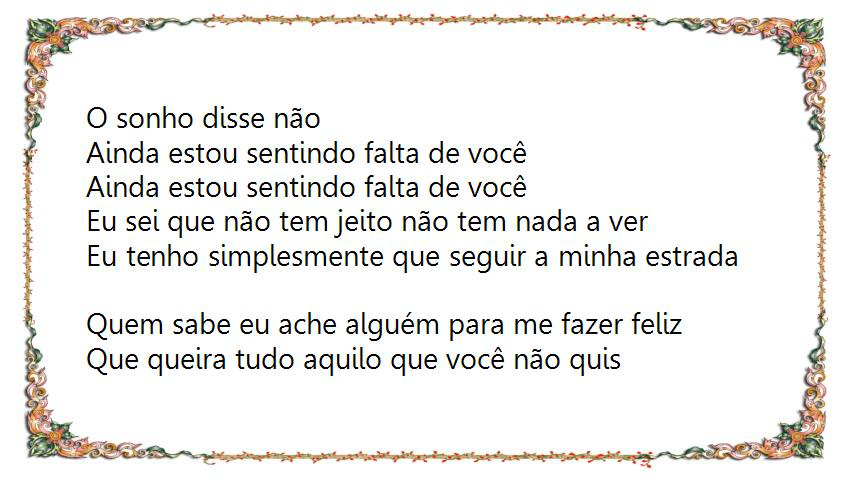 O sonho disse não
Ainda estou sentindo falta de você
Ainda estou sentindo falta de você
Eu sei que não tem jeito não tem nada a ver
Eu tenho simplesmente que seguir a minha estrada
Quem sabe eu ache alguém para me fazer feliz
Que queira tudo aquilo que você não quis